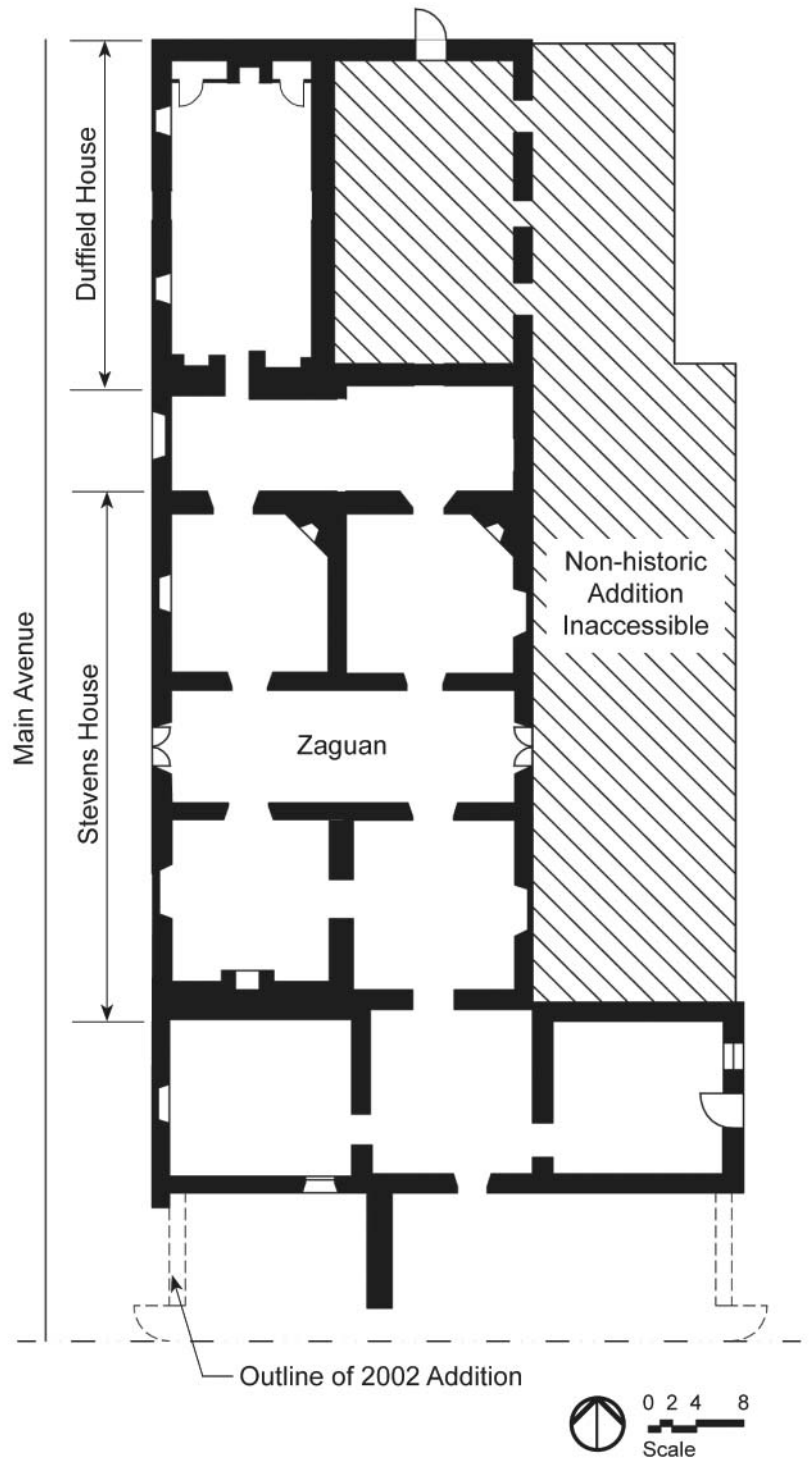 Duffield House
Main Avenue
Stevens House
Non-historic
Addition
Inaccessible
Zaguan
Outline of 2002 Addition
0 2 4 8
Scale